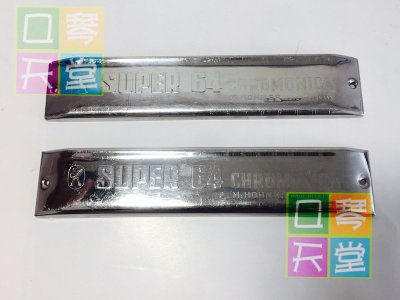 口琴
天堂
SUPER 64
CHROMONICA
SUPER 64 CHROMONICA
M. HOHNER
口琴
天堂